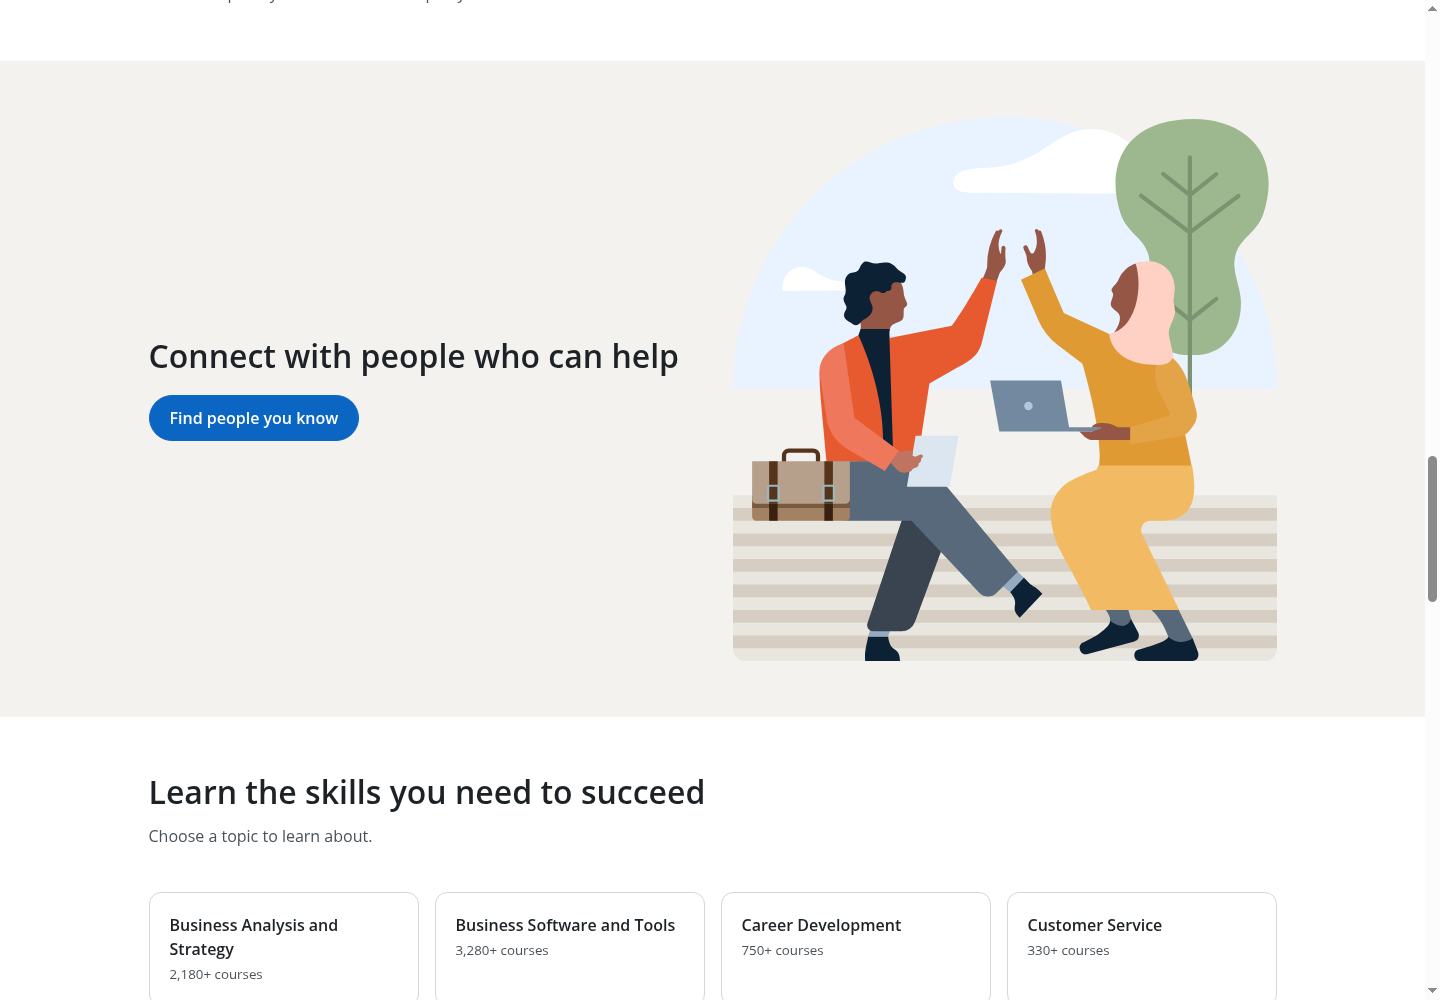 Connect with people who can help
Find people you know
Learn the skills you need to succeed
Choose a topic to learn about.
Business Analysis and
Strategy
2,180+ courses
Business Software and Tools
3,280+ courses
Career Development
750+ courses
Customer Service
330+ courses